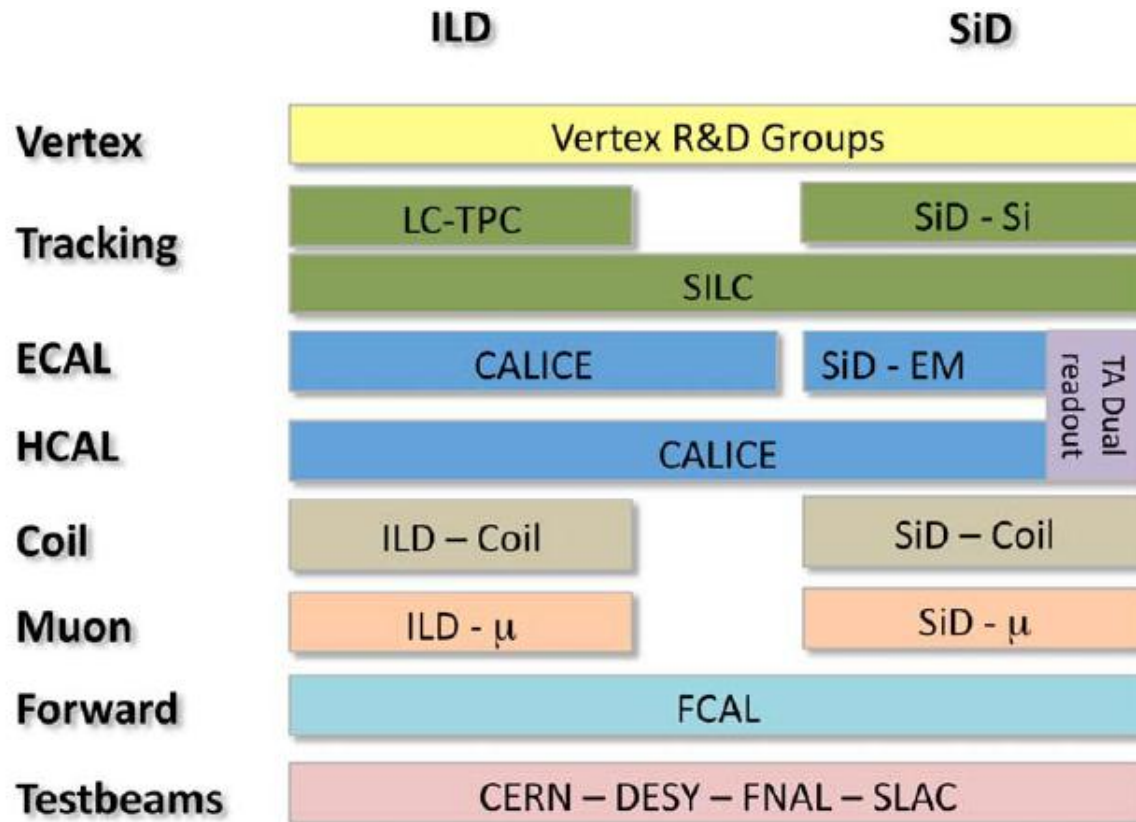 ILD SiD
Vertex Vertex R&D Groups
Tracking LC-TPC SiD - Si
SILC
ECAL CALICE SiD - EM
TA Dual
readout
HCAL CALICE
Coil ILD – Coil SiD – Coil
Muon ILD - μ SiD - μ
Forward FCAL
Testbeams CERN – DESY – FNAL – SLAC